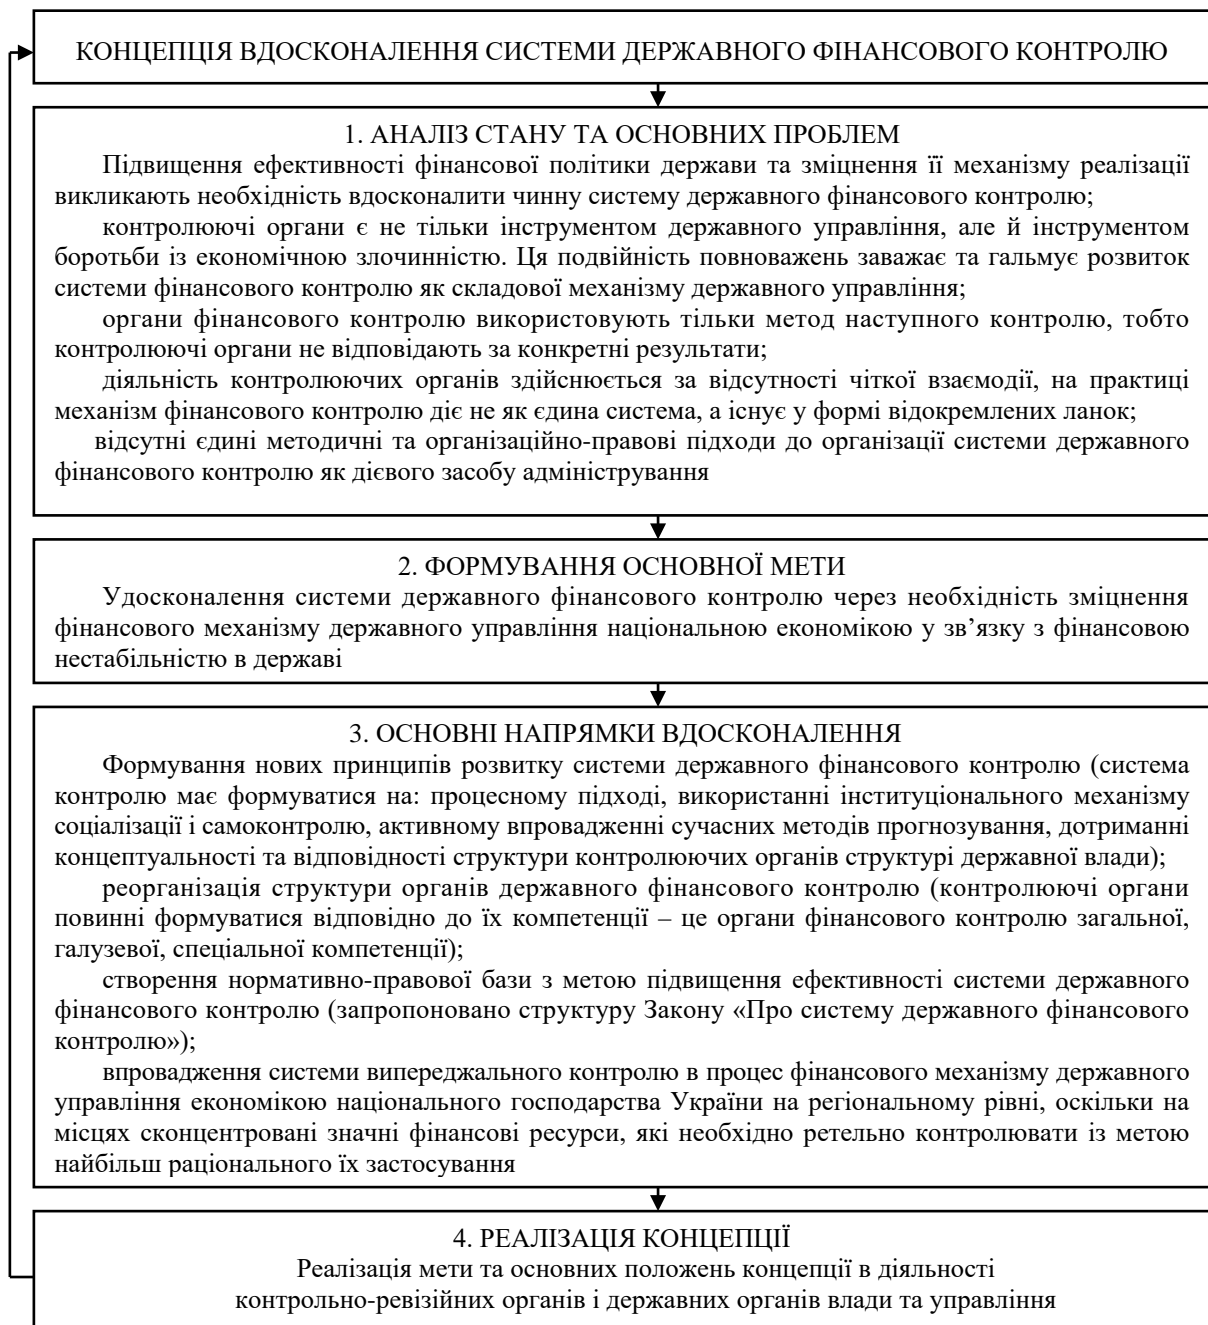 КОНЦЕПЦІЯ ВДОСКОНАЛЕННЯ СИСТЕМИ ДЕРЖАВНОГО ФІНАНСОВОГО КОНТРОЛЮ
1. АНАЛІЗ СТАНУ ТА ОСНОВНИХ ПРОБЛЕМ
Підвищення ефективності фінансової політики держави та зміцнення її механізму реалізації
викликають необхідність вдосконалити чинну систему державного фінансового контролю;
контролюючі органи є не тільки інструментом державного управління, але й інструментом
боротьби із економічною злочинністю. Ця подвійність повноважень заважає та гальмує розвиток
системи фінансового контролю як складової механізму державного управління;
органи фінансового контролю використовують тільки метод наступного контролю, тобто
контролюючі органи не відповідають за конкретні результати;
діяльність контролюючих органів здійснюється за відсутності чіткої взаємодії, на практиці
механізм фінансового контролю діє не як єдина система, а існує у формі відокремлених ланок;
відсутні єдині методичні та організаційно-правові підходи до організації системи державного
фінансового контролю як дієвого засобу адміністрування
2. ФОРМУВАННЯ ОСНОВНОЇ МЕТИ
Удосконалення системи державного фінансового контролю через необхідність зміцнення
фінансового механізму державного управління національною економікою у зв’язку з фінансовою
нестабільністю в державі
3. ОСНОВНІ НАПРЯМКИ ВДОСКОНАЛЕННЯ
Формування нових принципів розвитку системи державного фінансового контролю (система
контролю має формуватися на: процесному підході, використанні інституціонального механізму
соціалізації і самоконтролю, активному впровадженні сучасних методів прогнозування, дотриманні
концептуальності та відповідності структури контролюючих органів структурі державної влади);
реорганізація структури органів державного фінансового контролю (контролюючі органи
повинні формуватися відповідно до їх компетенції – це органи фінансового контролю загальної,
галузевої, спеціальної компетенції);
створення нормативно-правової бази з метою підвищення ефективності системи державного
фінансового контролю (запропоновано структуру Закону «Про систему державного фінансового
контролю»);
впровадження системи випереджального контролю в процес фінансового механізму державного
управління економікою національного господарства України на регіональному рівні, оскільки на
місцях сконцентровані значні фінансові ресурси, які необхідно ретельно контролювати із метою
найбільш раціонального їх застосування
4. РЕАЛІЗАЦІЯ КОНЦЕПЦІЇ
Реалізація мети та основних положень концепції в діяльності
контрольно-ревізійних органів і державних органів влади та управління